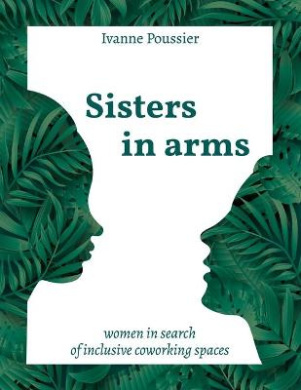 Ivanne Poussier
Sisters
in arms
women in search
of inclusive coworking spaces